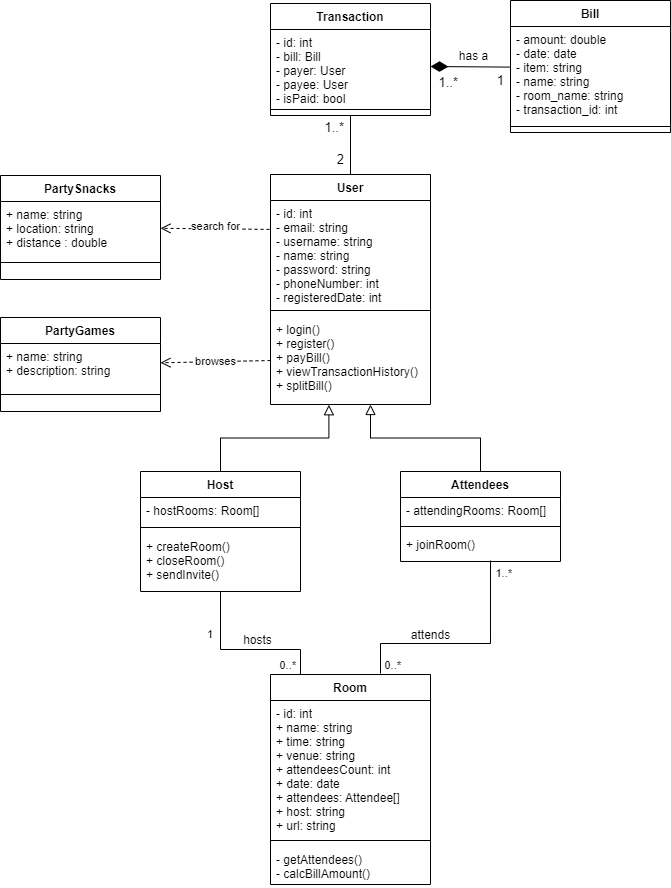 Transaction
- id: int
- bill: Bill
- payer: User
- payee: User
- isPaid: bool
Bill
- amount: double
- date: date
- item: string
- name: string
- room_name: string
- transaction_id: int
has a
1..*
1
1..*
2
PartySnacks
+ name: string
+ location: string
+ distance : double
search for
User
- id: int
- email: string
- username: string
- name: string
- password: string
- phoneNumber: int
- registeredDate: int
+ login()
+ register()
+ payBill()
+ viewTransactionHistory()
+ splitBill()
PartyGames
+ name: string
+ description: string
browses
Host
- hostRooms: Room[]
+ createRoom()
+ closeRoom()
+ sendInvite()
Attendees
- attendingRooms: Room[]
+ joinRoom()
1
hosts
0..*
1..*
attends
0..*
Room
- id: int
+ name: string
+ time: string
+ venue: string
+ attendeesCount: int
+ date: date
+ attendees: Attendee[]
+ host: string
+ url: string
- getAttendees()
- calcBillAmount()